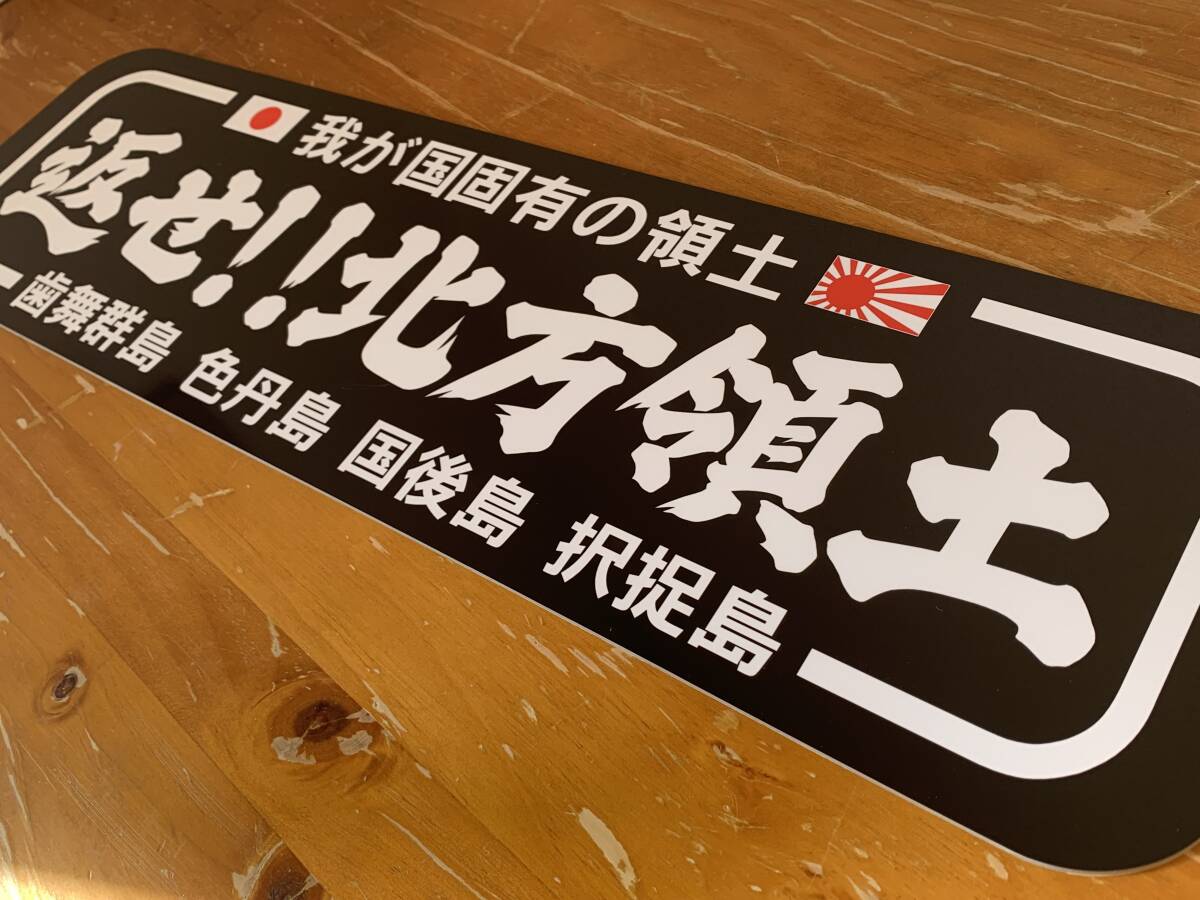 我が国固有の領土
返せ!!北方領土
歯舞群島 色丹島 国後島 択捉島